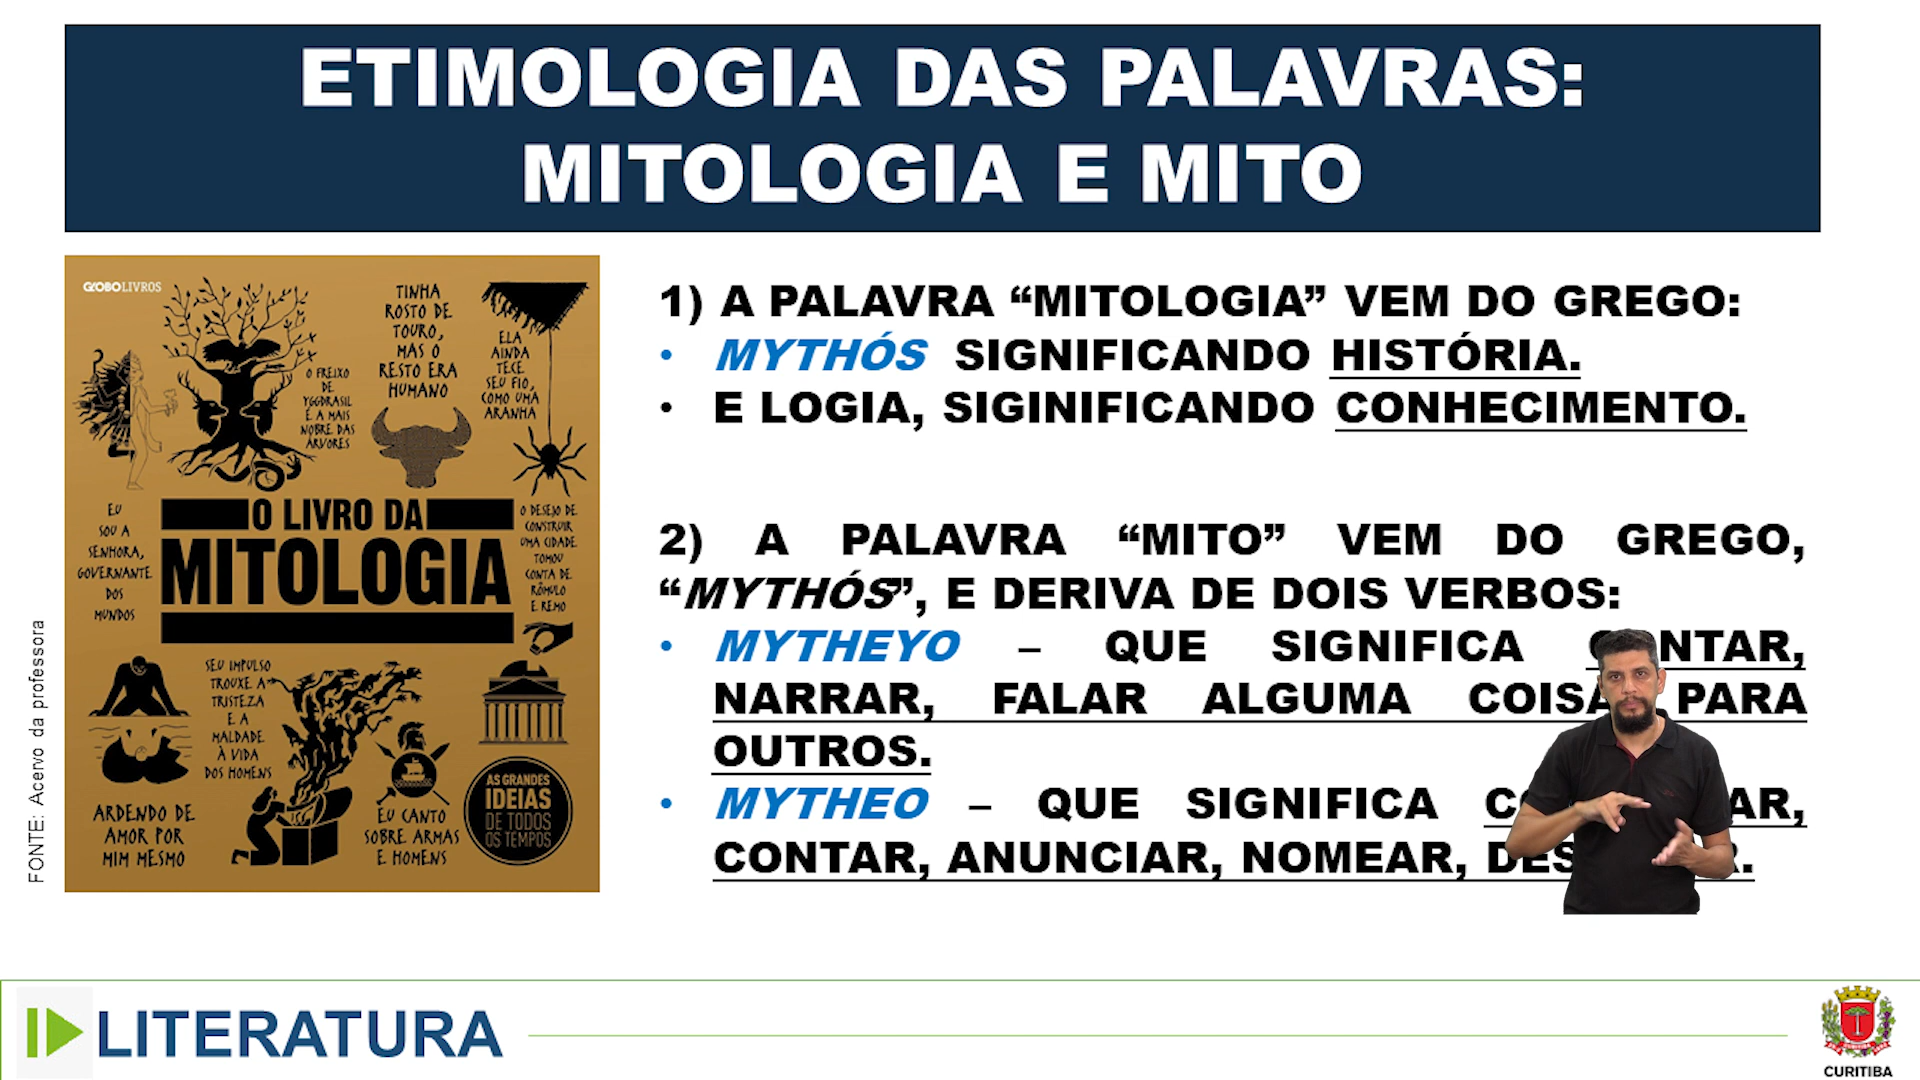 ETIMOLOGIA DAS PALAVRAS:
MITOLOGIA E MITO
GLOBOLIVROS
TINHA
ROSTO DE
TOURO,
MAS O
RESTO ERA
HUMANO
ELA
AINDA
TECE
SEU FIO,
COMO UMA
ARANHA
O FREIXO
DE
YGGDRASIL
É A MAIS
NOBRE DAS
ÁRVORES
EU
SOU A
SENHORA,
GOVERNANTE
DOS
MUNDOS
O LIVRO DA
MITOLOGIA
O DESEJO DE
CONSTRUIR
UMA CIDADE
TOMOU
CONTA DE
RÔMULO
E REMO
SEU IMPULSO
TROUXE A
TRISTEZA
E A
MALDADE
À VIDA
DOS HOMENS
ARDENDO DE
AMOR POR
MIM MESMO
EU CANTO
SOBRE ARMAS
E HOMENS
AS GRANDES
IDEIAS
DE TODOS
OS TEMPOS
FONTE: Acervo da professora
1) A PALAVRA “MITOLOGIA” VEM DO GREGO:
• MYTHÓS SIGNIFICANDO HISTÓRIA.
• E LOGIA, SIGINIFICANDO CONHECIMENTO.
2) A PALAVRA “MITO” VEM DO GREGO,
“MYTHÓS”, E DERIVA DE DOIS VERBOS:
• MYTHEYO – QUE SIGNIFICA
NARRAR, FALAR ALGUMA COISA PARA
OUTROS.
• MYTHEO – QUE SIGNIFICA
CONTAR, ANUNCIAR, NOMEAR,
LITERATURA
CURITIBA
CURITIBA